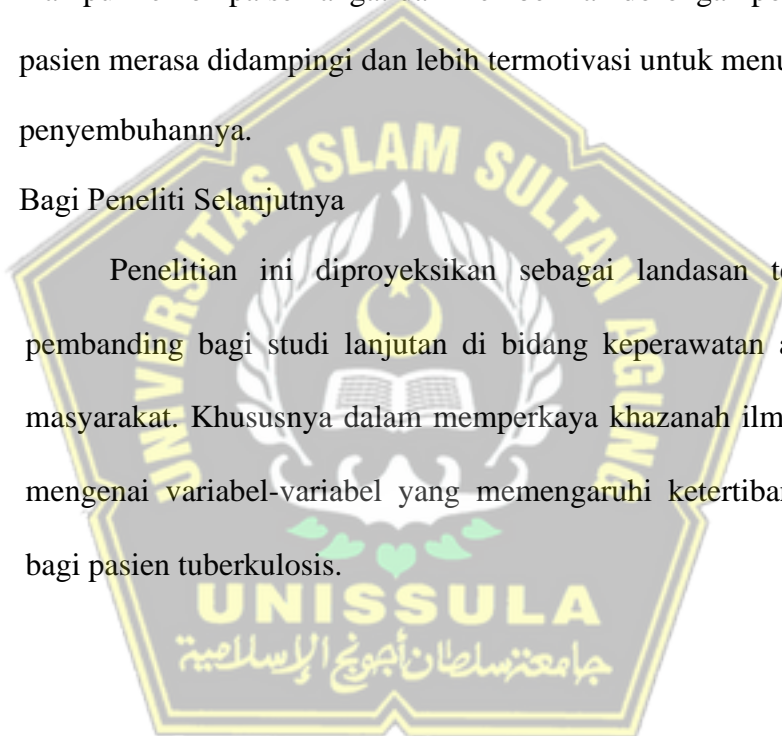 pasien merasa didampingi dan lebih termotivasi untuk menu
penyembuhannya.
Bagi Peneliti Selanjutnya
Penelitian ini diproyeksikan sebagai landasan te
pembanding bagi studi lanjutan di bidang keperawatan a
masyarakat. Khususnya dalam memperkaya khazanah ilm
mengenai variabel-variabel yang memengaruhi ketertiban
bagi pasien tuberkulosis.
UNIVERSITAS ISLAM SULTAN AGUNG
UNISSULA
جامعة سلطان أجونج الإسلامية